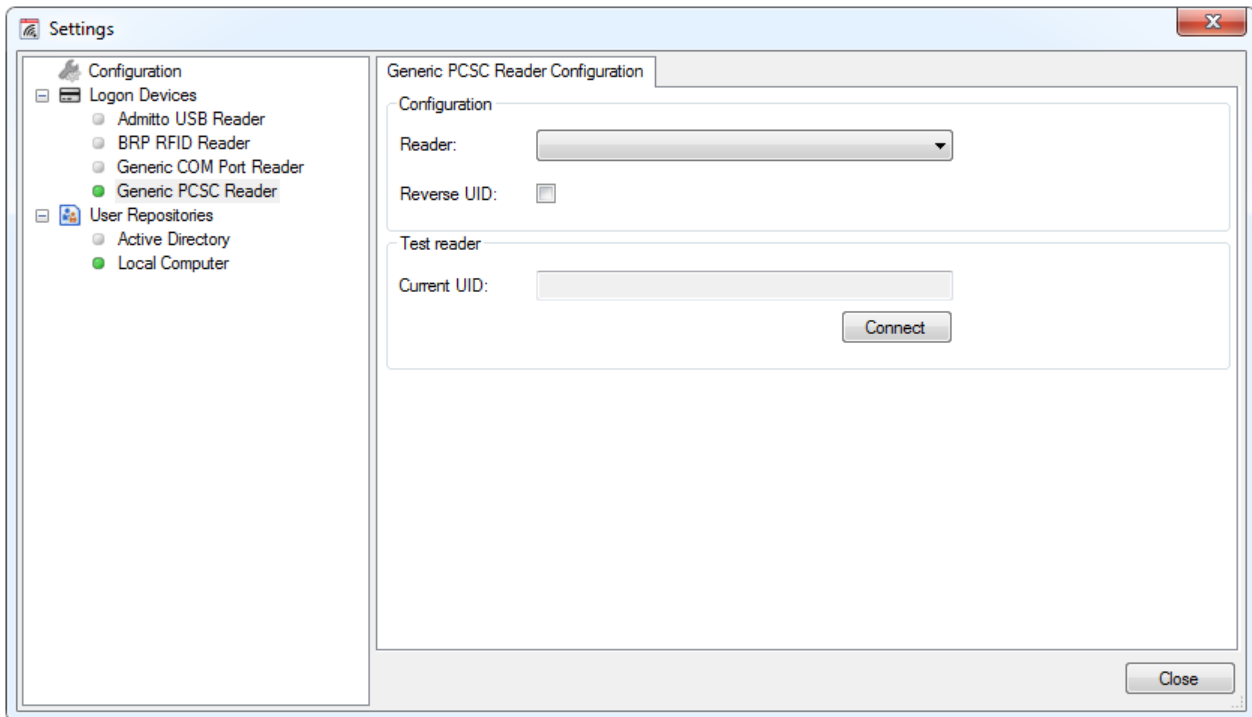 Settings
Configuration
Logon Devices
Admitto USB Reader
BRP RFID Reader
Generic COM Port Reader
Generic PCSC Reader
User Repositories
Active Directory
Local Computer
Generic PCSC Reader Configuration
Configuration
Reader:
Reverse UID:
Test reader
Current UID:
Connect
Close